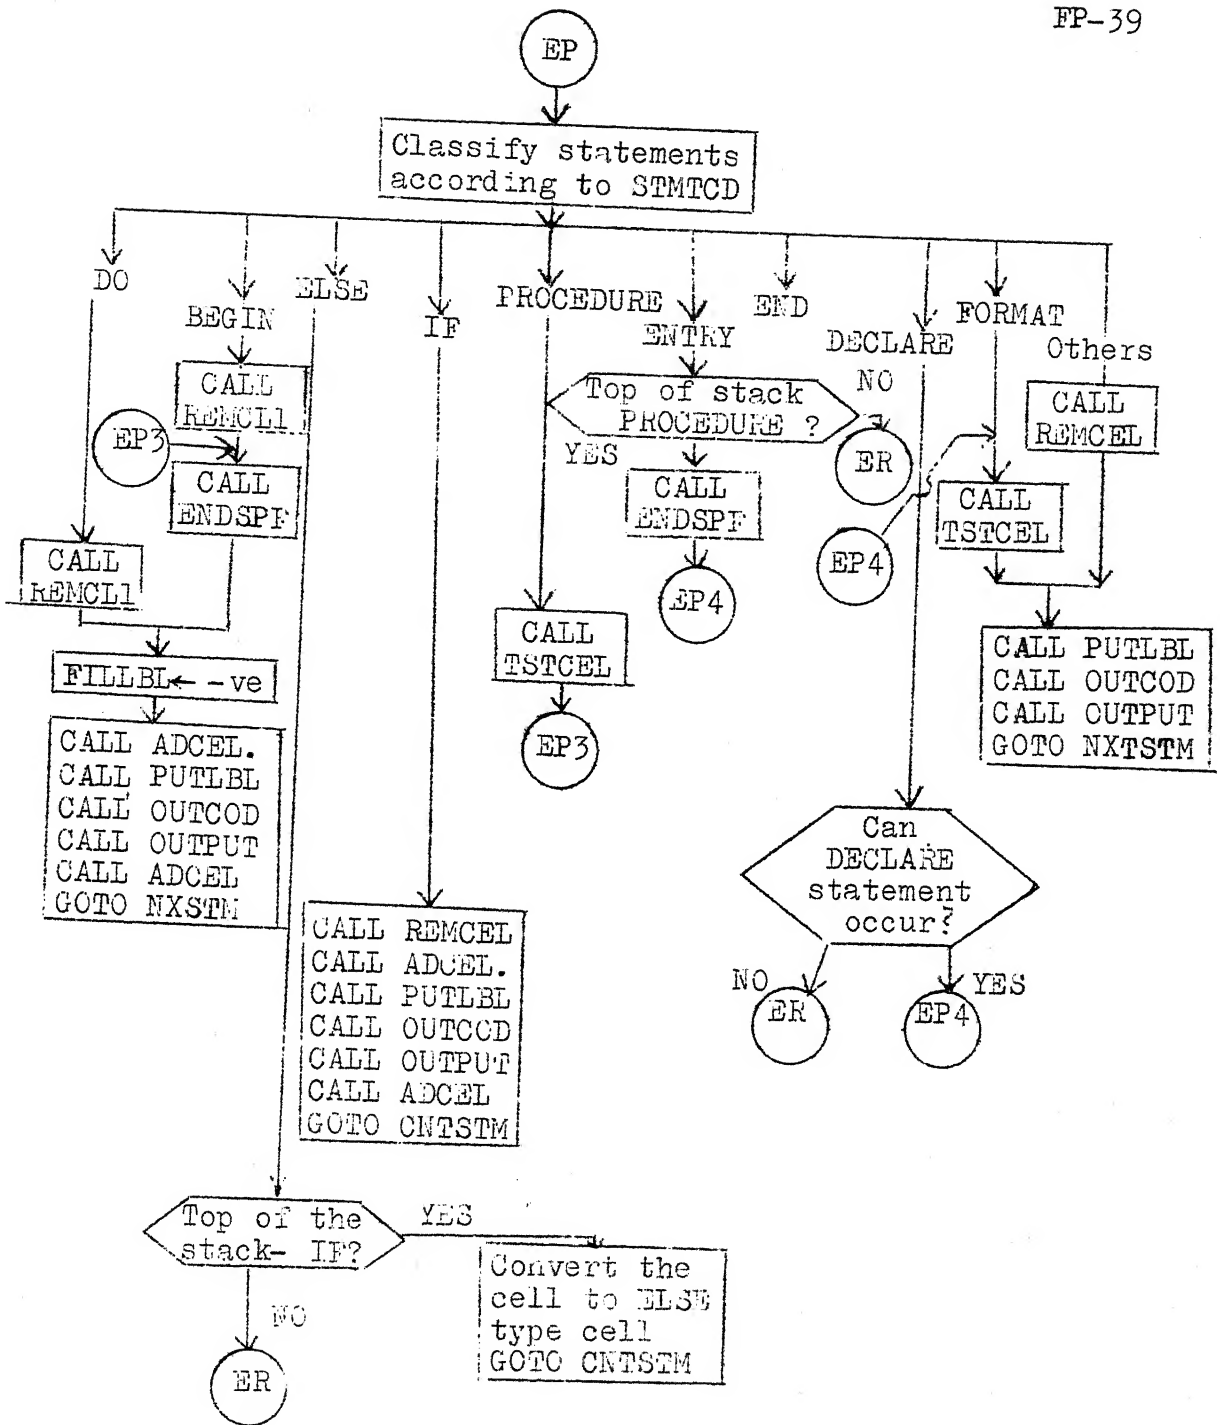 FP-39
EP
Classify statements
according to STMTCD
DO
BEGIN
ELSE
IF
PROCEDURE
ENTRY
END
DECLARE
FORMAT
Others
CALL
REMCL1
EP3
CALL
ENDSPF
CALL
REMCL1
FILLBL← -ve
CALL ADCEL.
CALL PUTLBL
CALL OUTCOD
CALL OUTPUT
CALL ADCEL
GOTO NXSTM
Top of stack
PROCEDURE ?
NO
ER
YES
CALL
ENDSPF
EP4
CALL
TSTCEL
EP3
CALL
REMCEL
EP4
CALL
TSTCEL
CALL PUTLBL
CALL OUTCOD
CALL OUTPUT
GOTO NXTSTM
Can
DECLARE
statement
occur?
NO
ER
YES
EP4
CALL REMCEL
CALL ADCEL.
CALL PUTLBL
CALL OUTCOD
CALL OUTPUT
CALL ADCEL
GOTO CNTSTM
Top of the
stack- IF?
YES
NO
ER
Convert the
cell to ELSE
type cell
GOTO CNTSTM